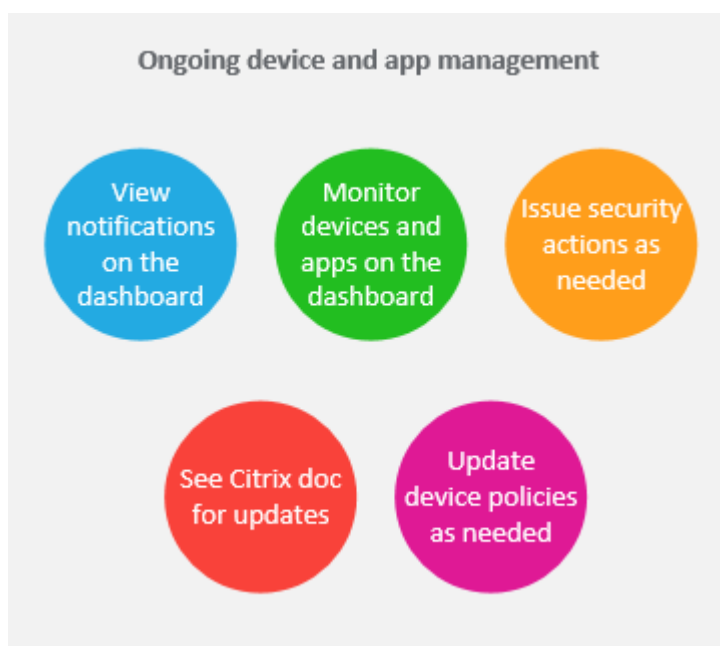 Ongoing device and app management
View
notifications
on the
dashboard
Monitor
devices and
apps on the
dashboard
Issue security
actions as
needed
See Citrix doc
for updates
Update
device policies
as needed